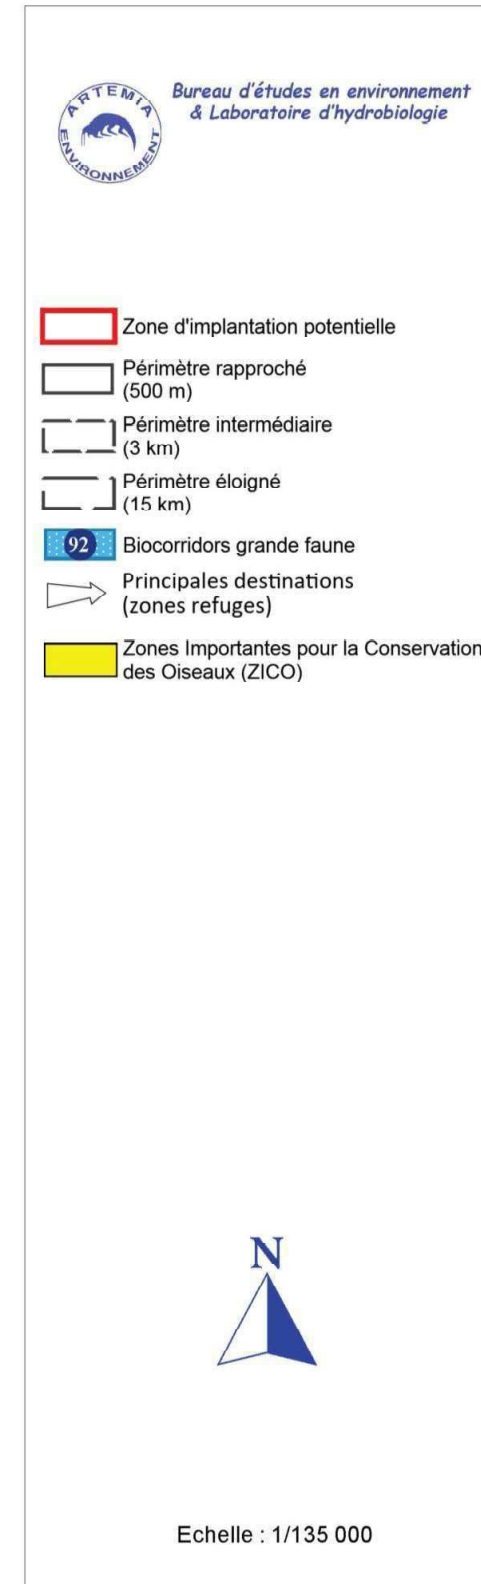 ARTEMIA
ENVIRONNEMENT
Bureau d'études en environnement
& Laboratoire d'hydrobiologie
Zone d'implantation potentielle
Périmètre rapproché
(500 m)
Périmètre intermédiaire
(3 km)
Périmètre éloigné
(15 km)
92 Biocorridors grande faune
Principales destinations
(zones refuges)
Zones Importantes pour la Conservation
des Oiseaux (ZICO)
N
Echelle : 1/135 000